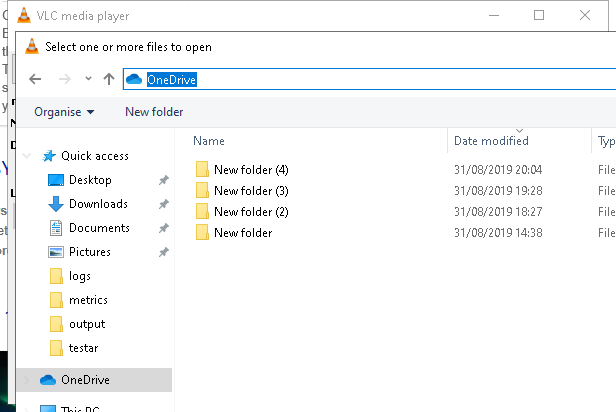 VLC media player
Select one or more files to open
OneDrive
Organise New folder
Name Date modified
Quick access
Desktop
Downloads
Documents
Pictures
logs
metrics
output
testar
OneDrive
This PC
New folder (4) 31/08/2019 20:04 File
New folder (3) 31/08/2019 19:28 File
New folder (2) 31/08/2019 18:27 File
New folder 31/08/2019 14:38 File